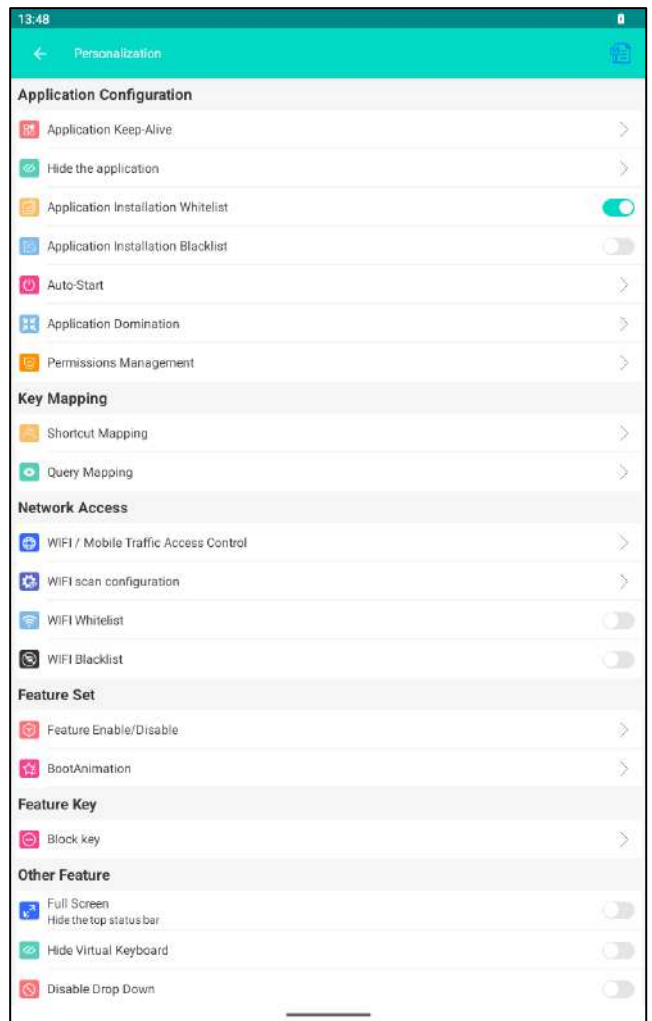 13:48
Personalization
Application Configuration
Application Keep-Alive
Hide the application
Application Installation Whitelist
Application Installation Blacklist
Auto-Start
Application Domination
Permissions Management
Key Mapping
Shortcut Mapping
Query Mapping
Network Access
WIFI / Mobile Traffic Access Control
WIFI scan configuration
WIFI Whitelist
WIFI Blacklist
Feature Set
Feature Enable/Disable
BootAnimation
Feature Key
Block key
Other Feature
Full Screen
Hide the top status bar
Hide Virtual Keyboard
Disable Drop Down